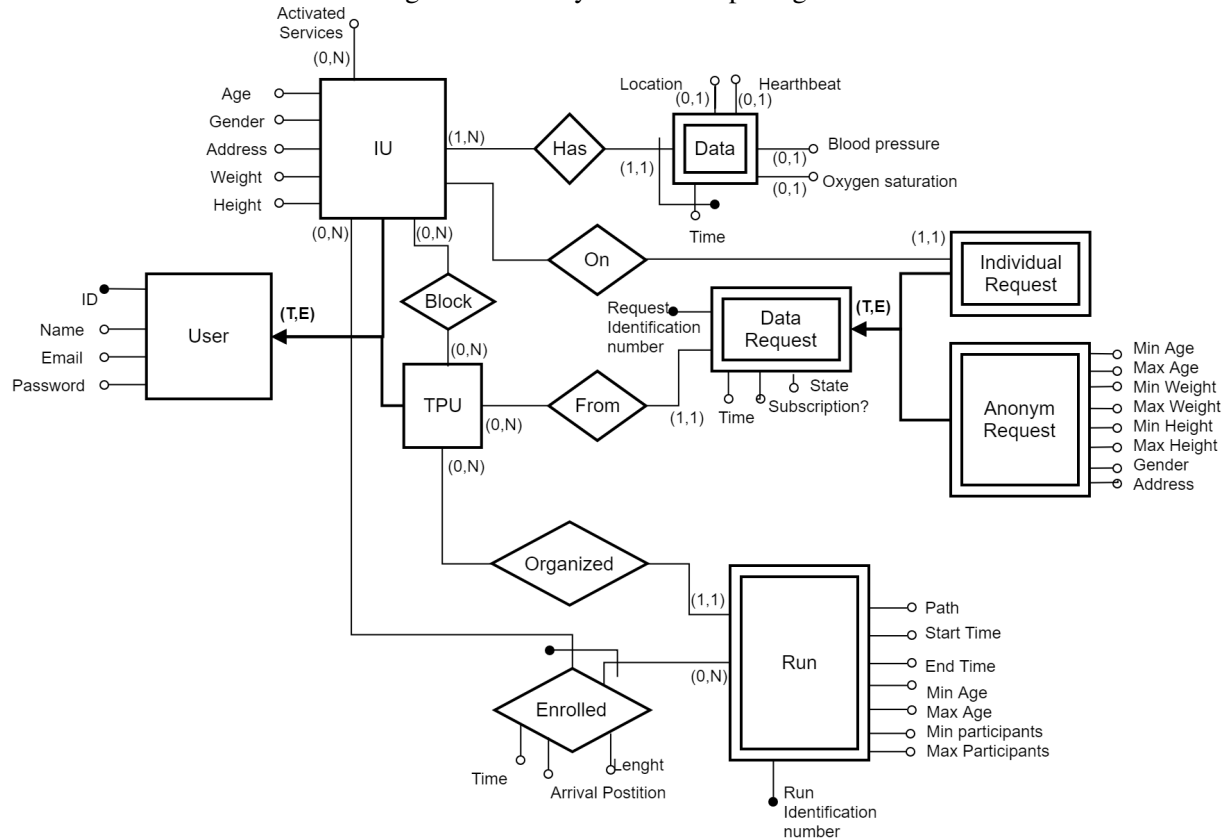 Activated
Services
(0,N)
Age
Gender
Address
Weight
Height
IU
(1,N)
Has
(1,1)
Location
Hearthbeat
(0,1)
(0,1)
Data
Blood pressure
(0,1)
Oxygen saturation
(0,1)
Time
(0,N)
(0,N)
On
(1,1)
Individual
Request
ID
Name
Email
Password
User
(T,E)
Block
(0,N)
Request
Identification
number
Data
Request
(T,E)
State
Subscription?
Time
TPU
(0,N)
From
(1,1)
(0,N)
Anonym
Request
Min Age
Max Age
Min Weight
Max Weight
Min Height
Max Height
Gender
Address
Organized
(1,1)
(0,N)
Run
Path
Start Time
End Time
Min Age
Max Age
Min participants
Max Participants
Enrolled
Time
Arrival Postition
Lenght
Run
Identification
number